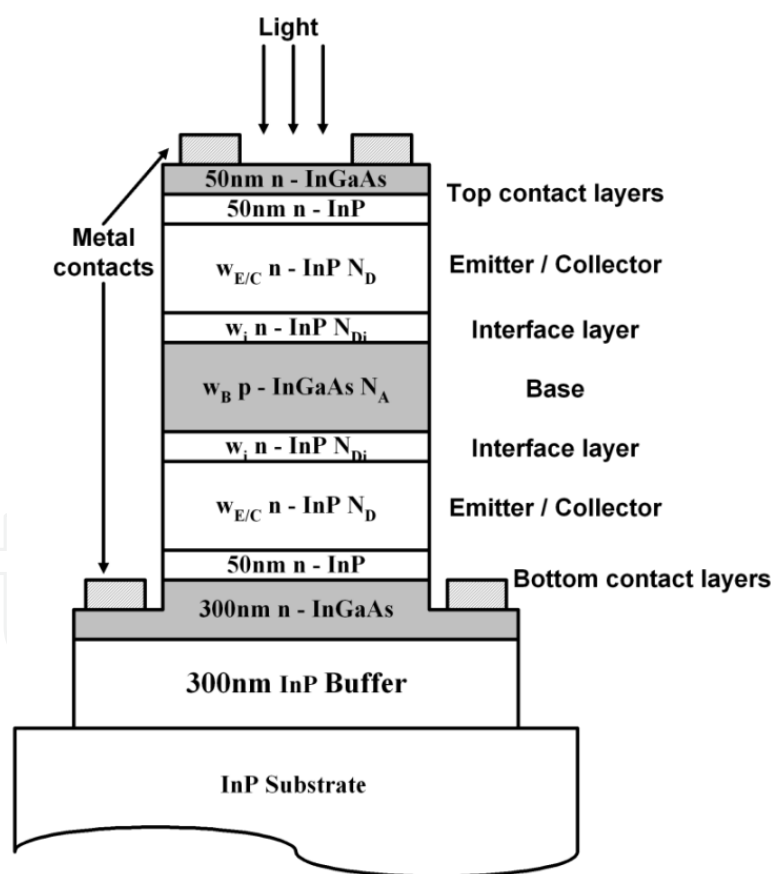 Light
50nm n - InGaAs
Top contact layers
50nm n - InP
Metal
contacts
w_E/C n - InP N_D
Emitter / Collector
w_i n - InP N_Di
Interface layer
w_B p - InGaAs N_A
Base
w_i n - InP N_Di
Interface layer
w_E/C n - InP N_D
Emitter / Collector
50nm n - InP
Bottom contact layers
300nm n - InGaAs
300nm InP Buffer
InP Substrate